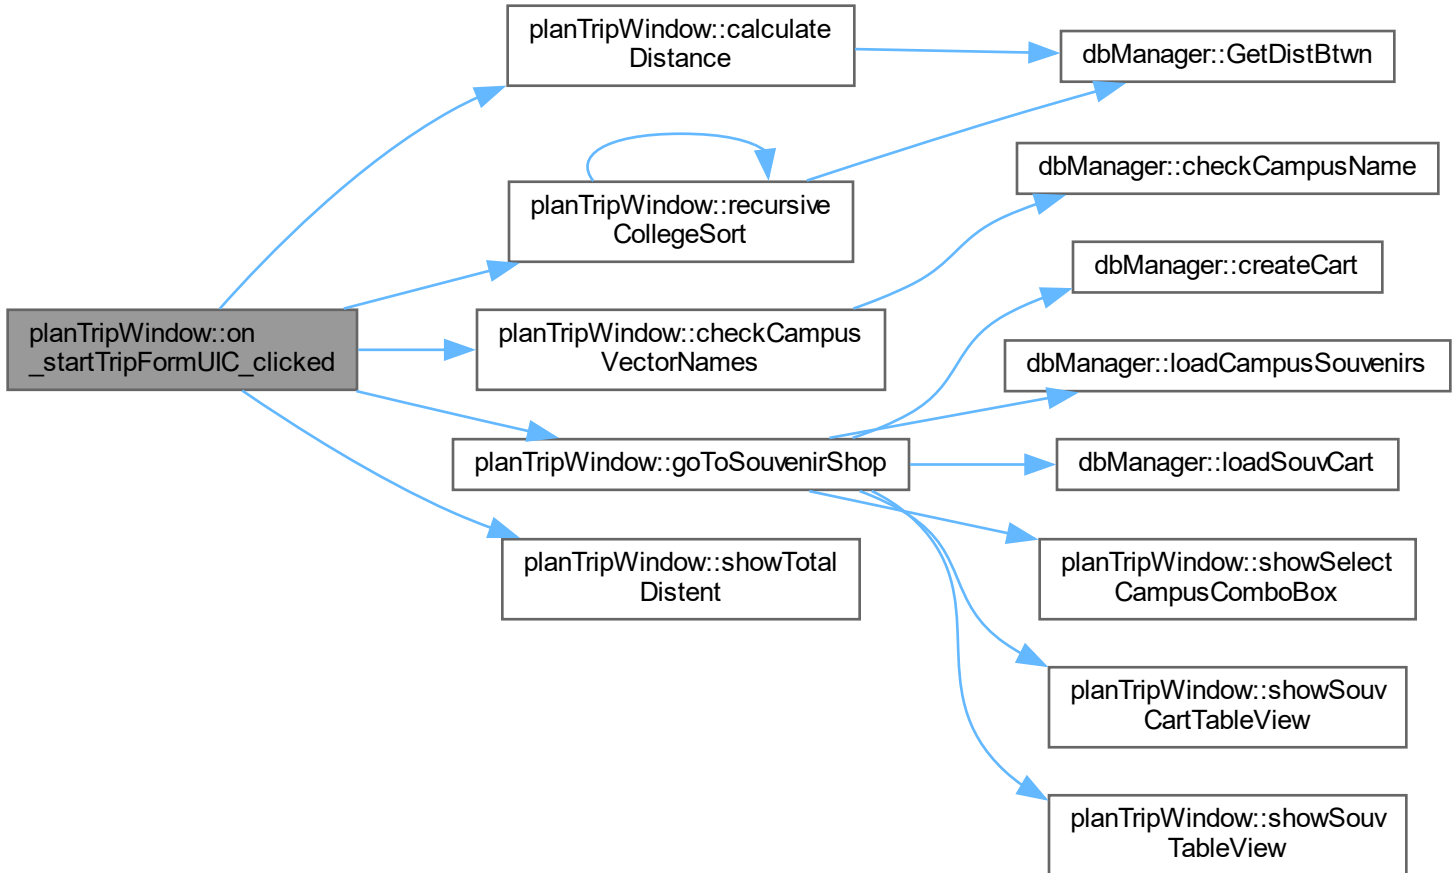 planTripWindow::on
_startTripFormUIC_clicked
planTripWindow::calculate
Distance
planTripWindow::recursive
CollegeSort
planTripWindow::checkCampus
VectorNames
planTripWindow::goToSouvenirShop
planTripWindow::showTotal
Distent
dbManager::GetDistBtwn
dbManager::checkCampusName
dbManager::createCart
dbManager::loadCampusSouvenirs
dbManager::loadSouvCart
planTripWindow::showSelect
CampusComboBox
planTripWindow::showSouv
CartTableView
planTripWindow::showSouv
TableView